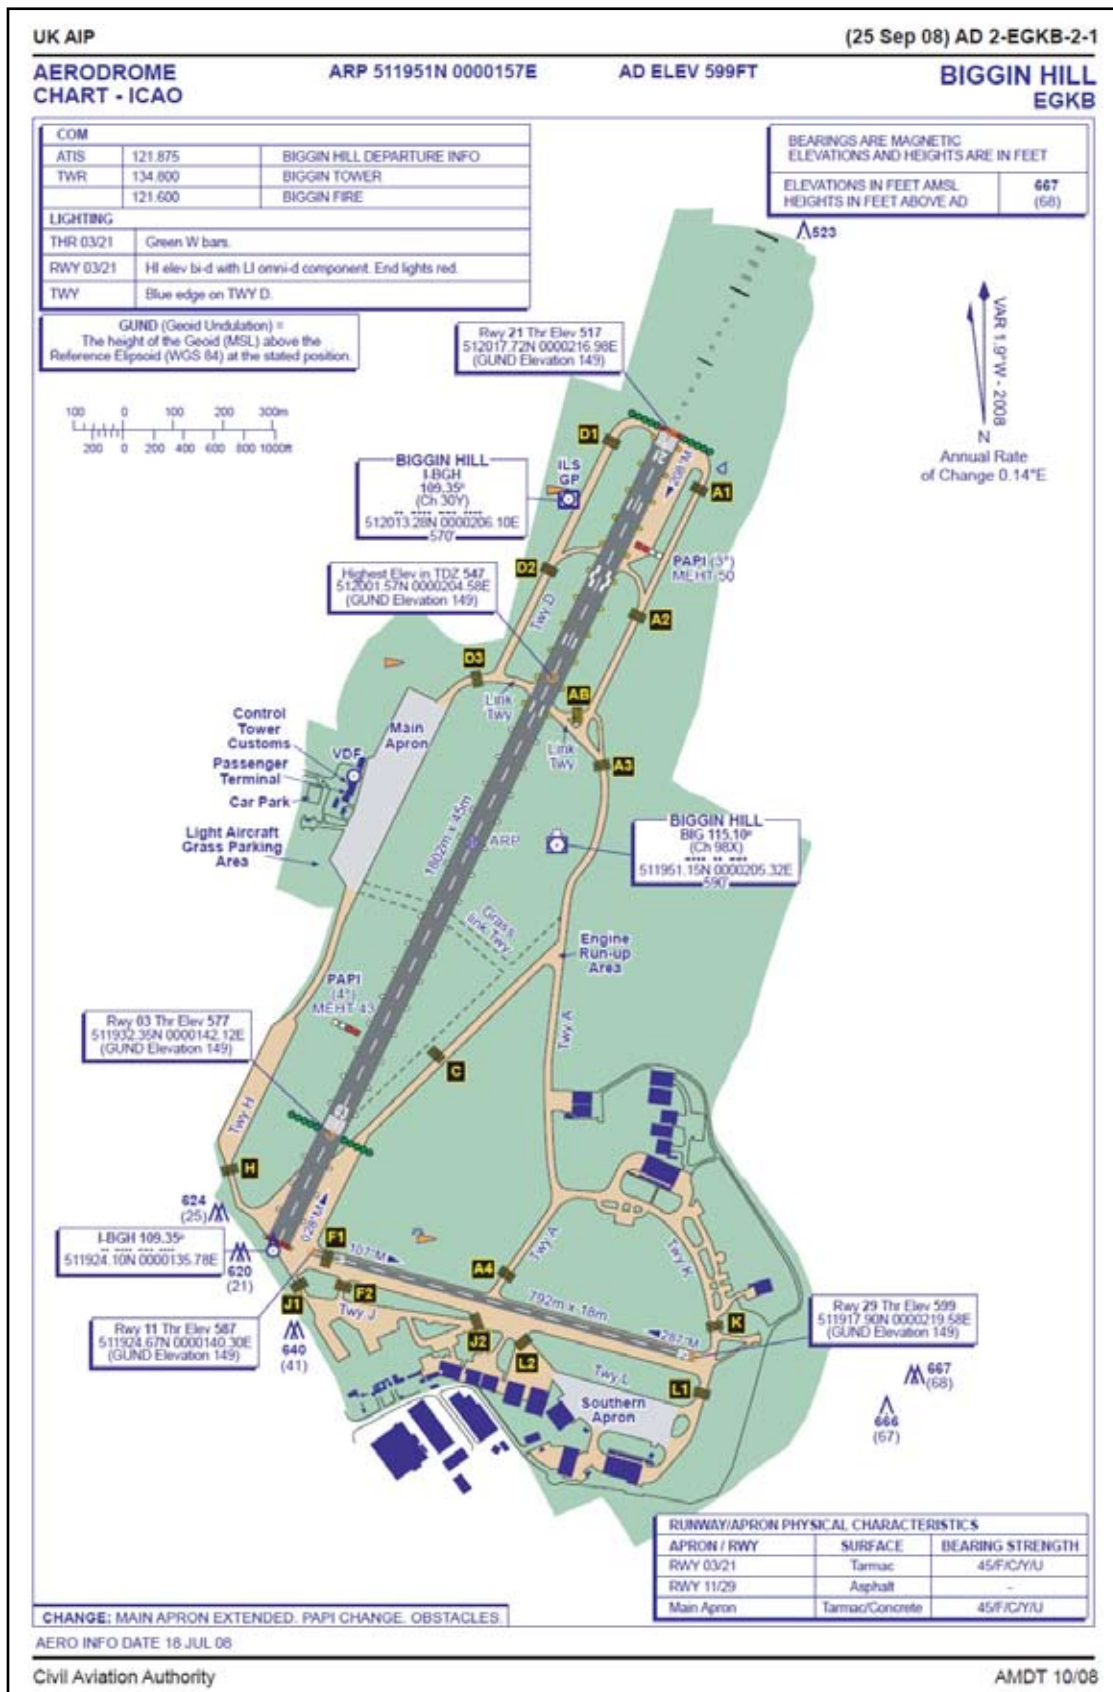 UK AIP
(25 Sep 08) AD 2-EGKB-2-1
AERODROME
CHART - ICAO
ARP 511951N 0000157E
AD ELEV 599FT
BIGGIN HILL
EGKB
COM
ATIS 121.875 BIGGIN HILL DEPARTURE INFO
TWR 134.800 BIGGIN TOWER
121.600 BIGGIN FIRE
LIGHTING
THR 03/21 Green W bars.
RWY 03/21 HI elev bi-d with LI omni-d component. End lights red.
TWY Blue edge on TWY D.
GUND (Geoid Undulation) =
The height of the Geoid (MSL) above the
Reference Elipsoid (WGS 84) at the stated position.
BEARINGS ARE MAGNETIC
ELEVATIONS AND HEIGHTS ARE IN FEET
ELEVATIONS IN FEET AMSL 667
HEIGHTS IN FEET ABOVE AD (68)
523
VAR 1.9°W - 2008
N
Annual Rate
of Change 0.14°E
100 0 100 200 300m
200 0 200 400 600 800 1000ft
Rwy 21 Thr Elev 517
512017.72N 0000216.98E
(GUND Elevation 149)
D1
21
208°M
A1
BIGGIN HILL
I-BGH
109.35
(Ch 30Y)
512013.28N 0000206.10E
570'
ILS
GP
PAPI (3°)
MEHT 50
D2
Highest Elev in TDZ 547
512001.57N 0000204.58E
(GUND Elevation 149)
Twy D
A2
D3
Link
Twy
AB
Link
Twy
A3
Main
Apron
Control
Tower
Customs
VDF
Passenger
Terminal
Car Park
Light Aircraft
Grass Parking
Area
1802m x 45m
ARP
BIGGIN HILL
BIG 115.10
(Ch 98X)
511951.15N 0000205.32E
590'
Grass
link Twy
Engine
Run-up
Area
PAPI
(4°)
MEHT 43
Rwy 03 Thr Elev 577
511932.35N 0000142.12E
(GUND Elevation 149)
C
Twy A
Twy H
H
624
(25)
028°M
I-BGH 109.35
511924.10N 0000135.78E
620
(21)
F1
107°M
Twy A
A4
Twy K
J1
F2
Twy J
792m x 18m
J2
L2
287°M
K
Rwy 29 Thr Elev 599
511917.90N 0000219.58E
(GUND Elevation 149)
Rwy 11 Thr Elev 587
511924.67N 0000140.30E
(GUND Elevation 149)
640
(41)
Twy L
L1
Southern
Apron
667
(68)
666
(67)
RUNWAY/APRON PHYSICAL CHARACTERISTICS
APRON / RWY SURFACE BEARING STRENGTH
RWY 03/21 Tarmac 45/F/C/Y/U
RWY 11/29 Asphalt -
Main Apron Tarmac/Concrete 45/F/C/Y/U
CHANGE: MAIN APRON EXTENDED. PAPI CHANGE. OBSTACLES.
AERO INFO DATE 18 JUL 08
Civil Aviation Authority
AMDT 10/08